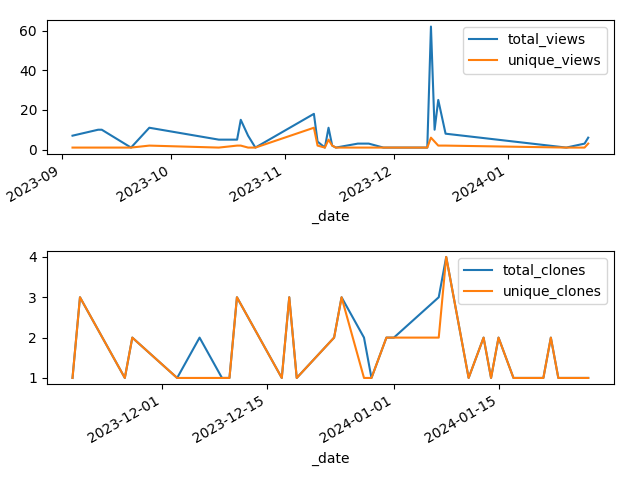 60
40
20
0
total_views
unique_views
2023-09
2023-10
2023-11
2023-12
2024-01
_date
4
3
2
1
total_clones
unique_clones
2023-12-01
2023-12-15
2024-01-01
2024-01-15
_date